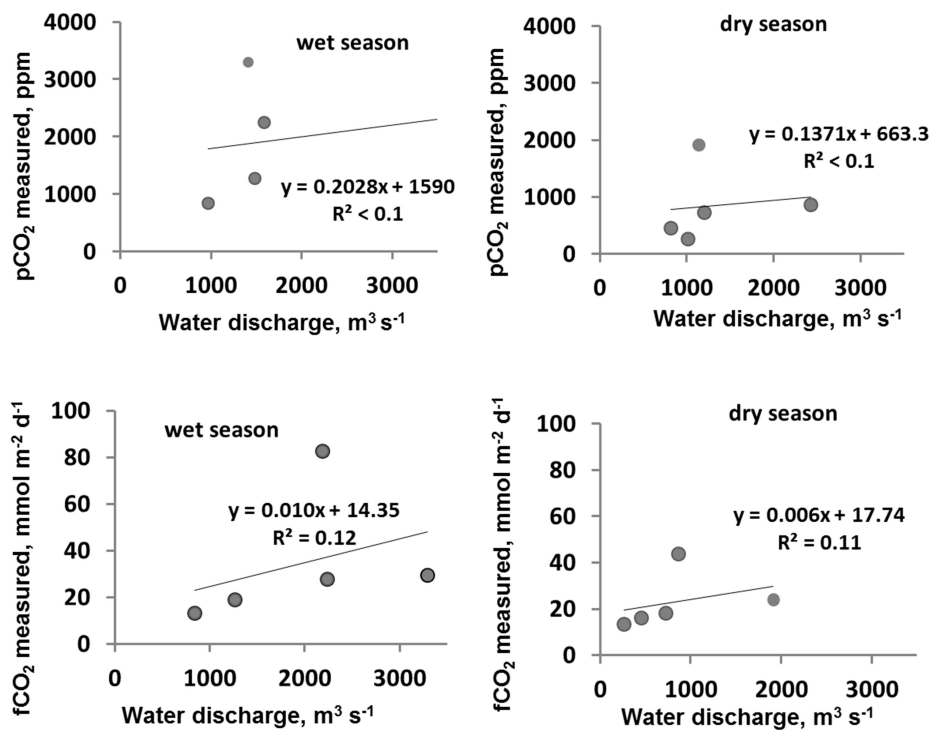 4000
3000
2000
1000
0
0
1000
2000
3000
pCO₂ measured, ppm
wet season
y = 0.2028x + 1590
R² < 0.1
Water discharge, m³ s⁻¹
4000
3000
2000
1000
0
0
1000
2000
3000
pCO₂ measured, ppm
dry season
y = 0.1371x + 663.3
R² < 0.1
Water discharge, m³ s⁻¹
100
80
60
40
20
0
0
1000
2000
3000
fCO₂ measured, mmol m⁻² d⁻¹
wet season
y = 0.010x + 14.35
R² = 0.12
Water discharge, m³ s⁻¹
100
80
60
40
20
0
0
1000
2000
3000
fCO₂ measured, mmol m⁻² d⁻¹
dry season
y = 0.006x + 17.74
R² = 0.11
Water discharge, m³ s⁻¹